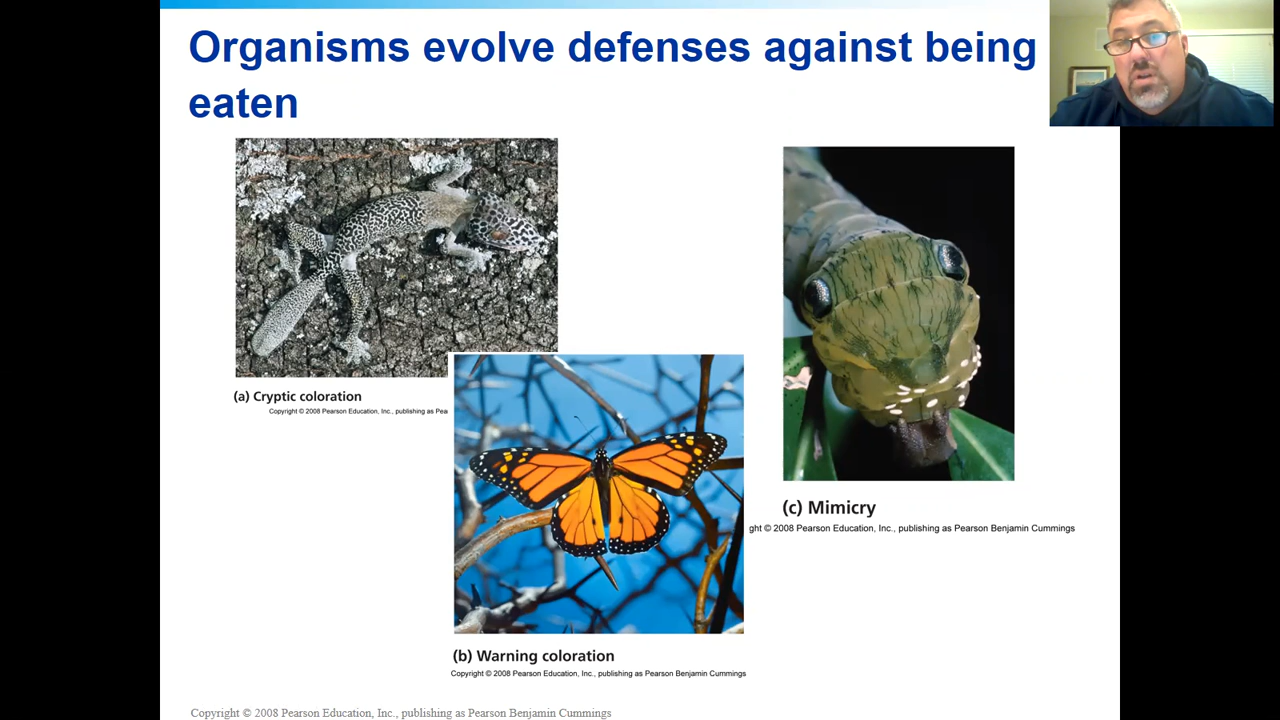 Organisms evolve defenses against being
eaten
(a) Cryptic coloration
Copyright © 2008 Pearson Education, Inc., publishing as Pea
(b) Warning coloration
Copyright © 2008 Pearson Education, Inc., publishing as Pearson Benjamin Cummings
(c) Mimicry
ght © 2008 Pearson Education, Inc., publishing as Pearson Benjamin Cummings
Copyright © 2008 Pearson Education, Inc., publishing as Pearson Benjamin Cummings